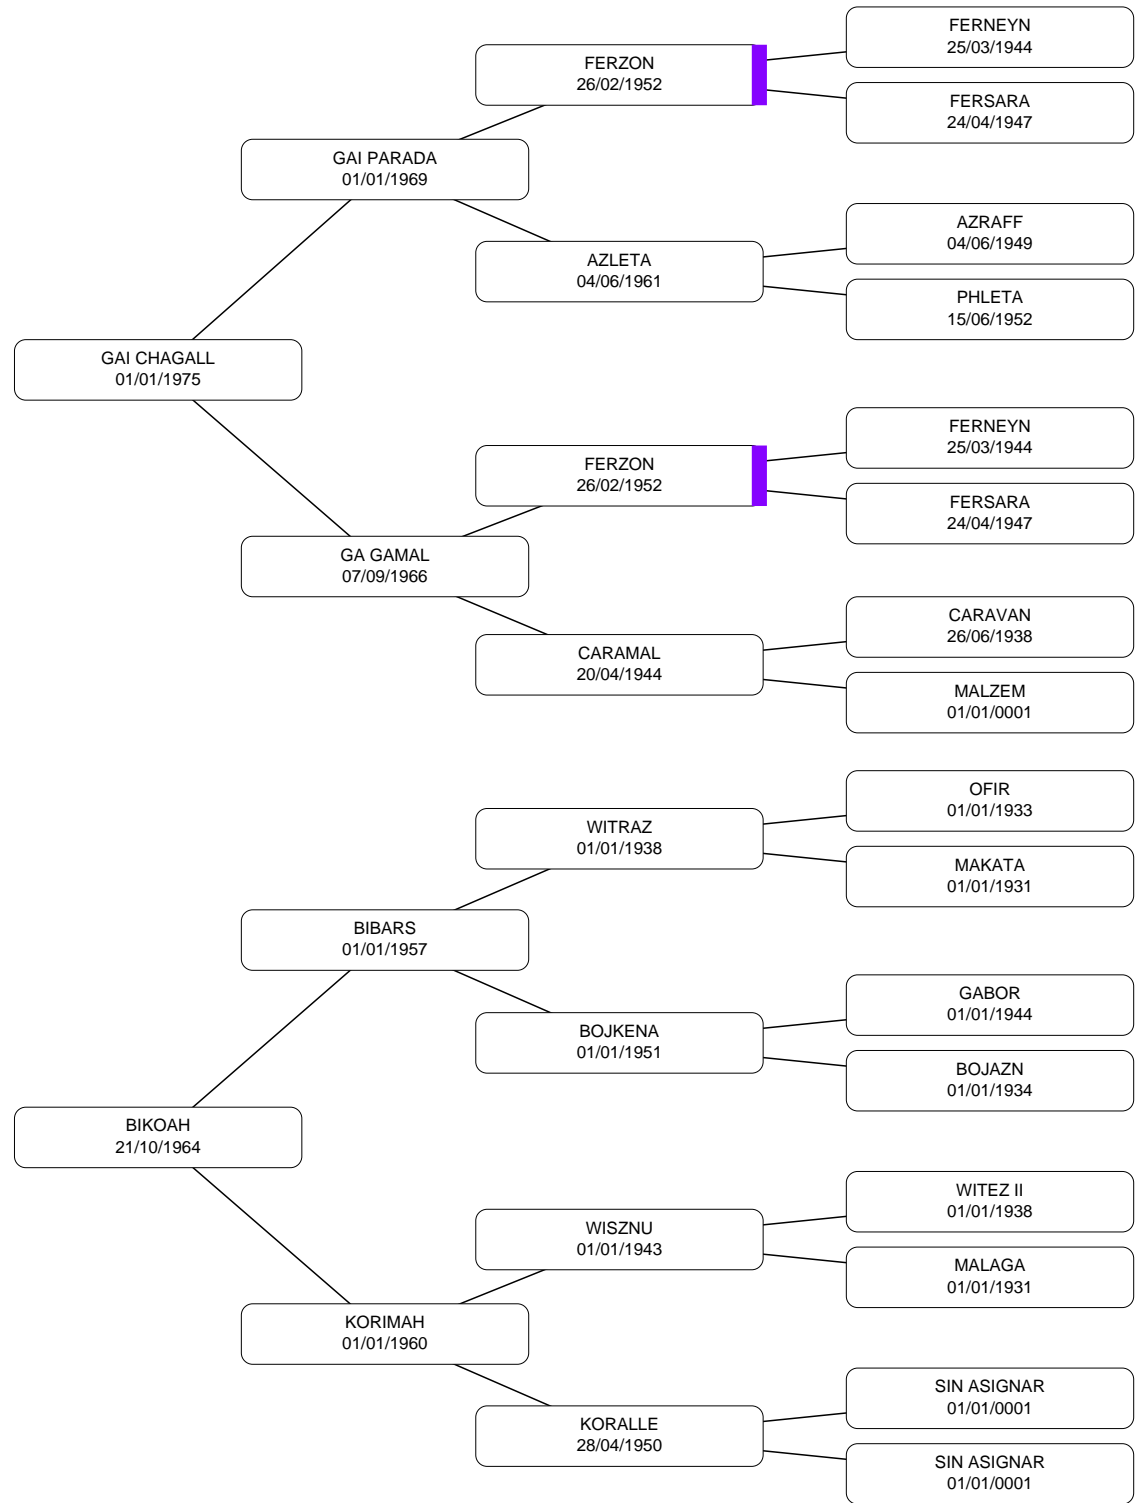 FERNEYN
25/03/1944
FERZON
26/02/1952
FERSARA
24/04/1947
GAI PARADA
01/01/1969
AZRAFF
04/06/1949
AZLETA
04/06/1961
PHLETA
15/06/1952
GAI CHAGALL
01/01/1975
FERNEYN
25/03/1944
FERZON
26/02/1952
FERSARA
24/04/1947
GA GAMAL
07/09/1966
CARAVAN
26/06/1938
CARAMAL
20/04/1944
MALZEM
01/01/0001
OFIR
01/01/1933
WITRAZ
01/01/1938
MAKATA
01/01/1931
BIBARS
01/01/1957
GABOR
01/01/1944
BOJKENA
01/01/1951
BOJAZN
01/01/1934
BIKOAH
21/10/1964
WITEZ II
01/01/1938
WISZNU
01/01/1943
MALAGA
01/01/1931
KORIMAH
01/01/1960
SIN ASIGNAR
01/01/0001
KORALLE
28/04/1950
SIN ASIGNAR
01/01/0001